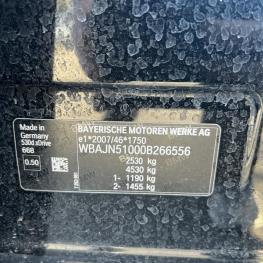 Made in
Germany
530d xDrive
668
0.50
BAYERISCHE MOTOREN WERKE AG
e1*2007/46*1750
WBAJN51000B266556
2530 kg
4530 kg
1- 1190 kg
2- 1455 kg